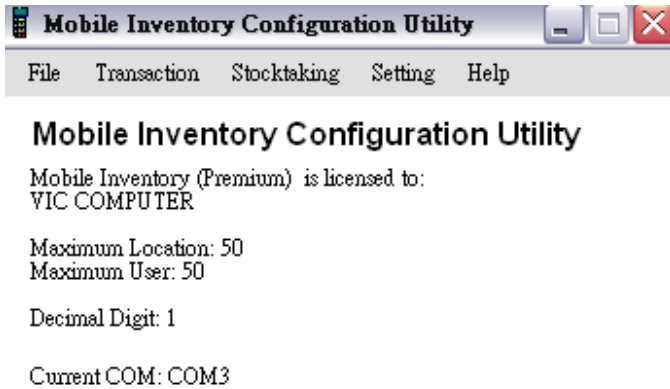 Mobile Inventory Configuration Utility
File Transaction Stocktaking Setting Help
Mobile Inventory Configuration Utility
Mobile Inventory (Premium) is licensed to:
VIC COMPUTER
Maximum Location: 50
Maximum User: 50
Decimal Digit: 1
Current COM: COM3